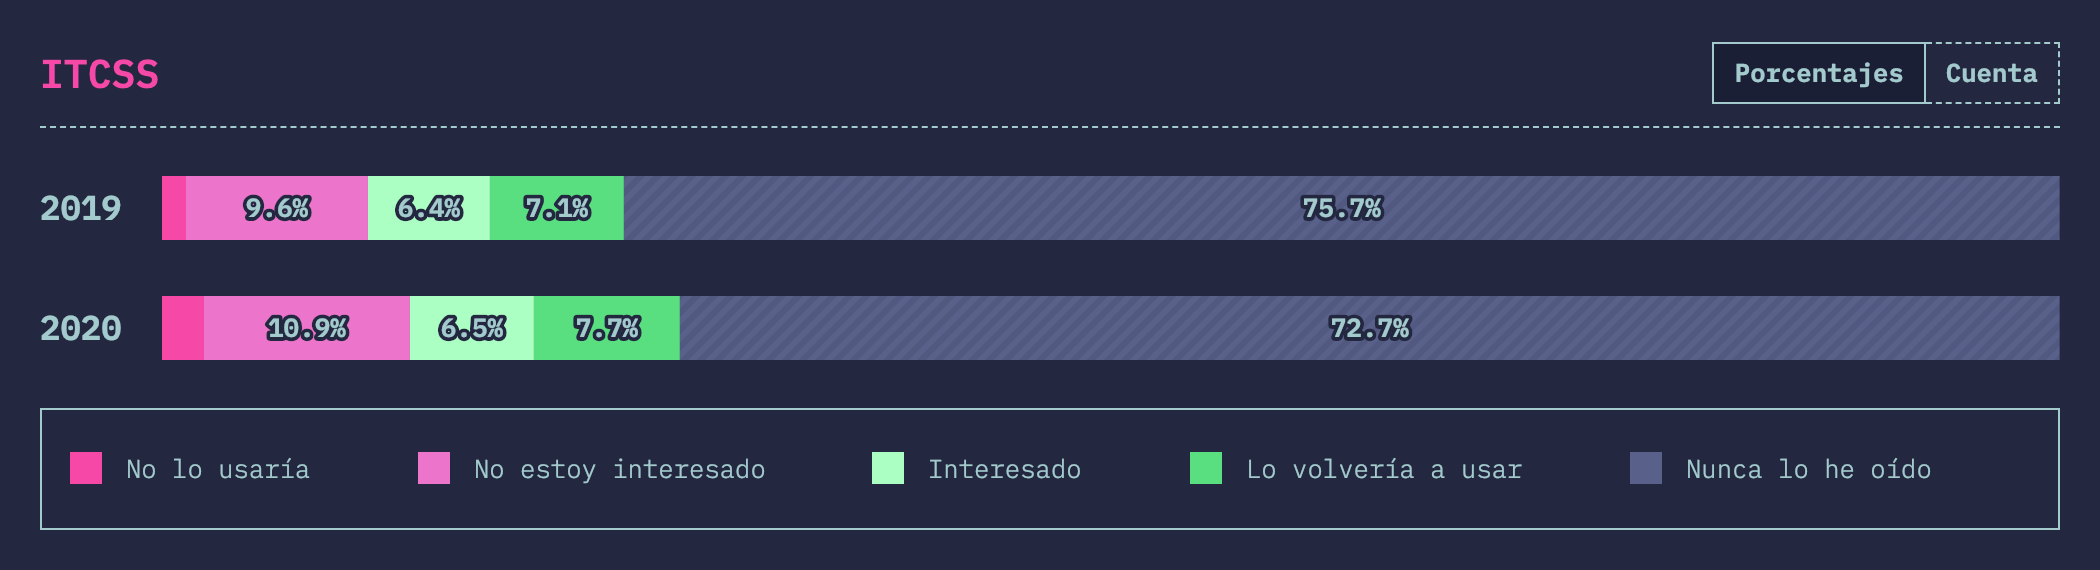 ITCSS
Porcentajes Cuenta
2019 9.6% 6.4% 7.1% 75.7%
2020 10.9% 6.5% 7.7% 72.7%
No lo usaría No estoy interesado Interesado Lo volvería a usar Nunca lo he oído